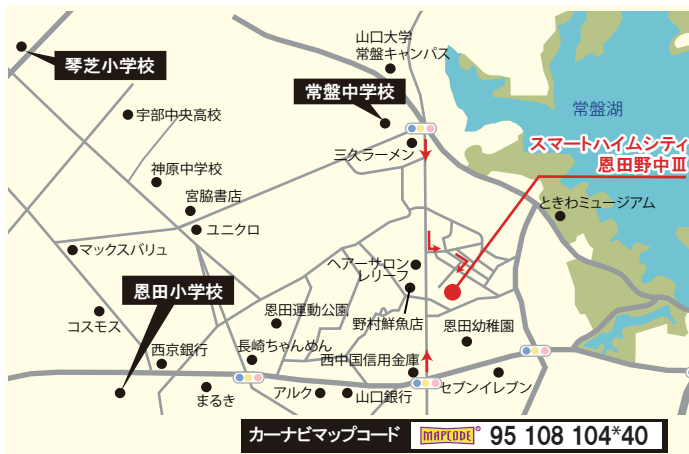 山口大学
常盤キャンパス
琴芝小学校
常盤中学校
常盤湖
宇部中央高校
三久ラーメン
スマートハイムシティ
恩田野中Ⅲ
神原中学校
宮脇書店
ときわミュージアム
ユニクロ
マックスバリュ
ヘアーサロン
レリーフ
恩田小学校
恩田運動公園
野村鮮魚店
恩田幼稚園
コスモス
西京銀行
長崎ちゃんめん
西中国信用金庫
まるき
アルク
山口銀行
セブンイレブン
カーナビマップコード MAPCODE® 95 108 104*40